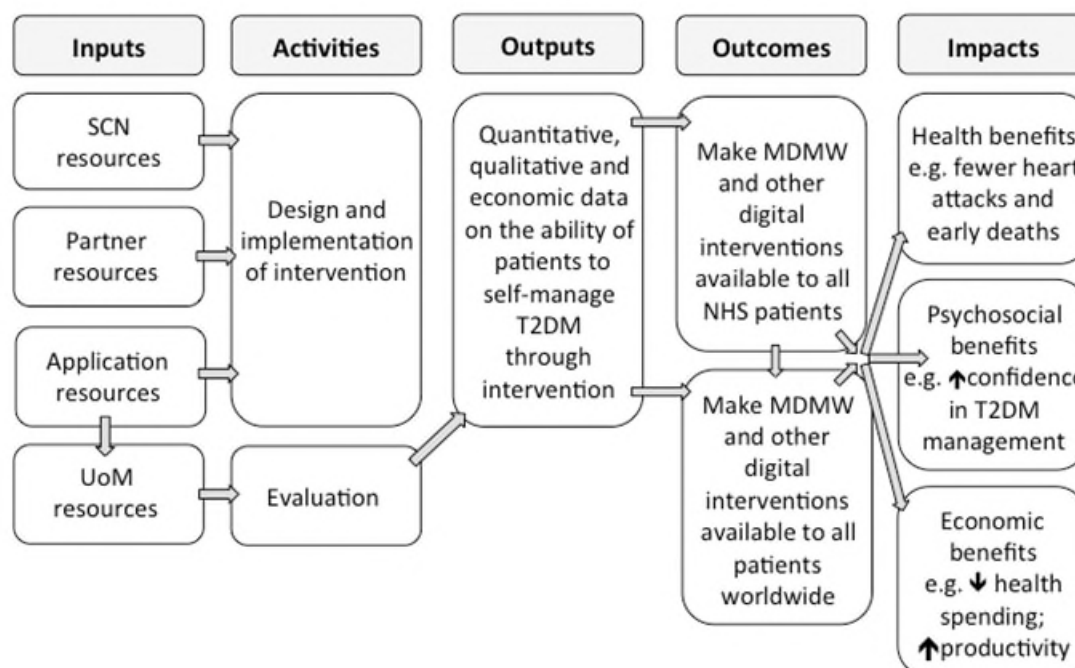 Inputs
Activities
Outputs
Outcomes
Impacts
SCN
resources
Partner
resources
Application
resources
UoM
resources
Design and
implementation
of intervention
Evaluation
Quantitative,
qualitative and
economic data
on the ability of
patients to
self-manage
T2DM
through
intervention
Make MDMW
and other
digital
interventions
available to all
NHS patients
Make MDMW
and other
digital
interventions
available to all
patients
worldwide
Health benefits
e.g. fewer heart
attacks and
early deaths
Psychosocial
benefits
e.g. ↑confidence
in T2DM
management
Economic
benefits
e.g. ↓ health
spending;
↑productivity